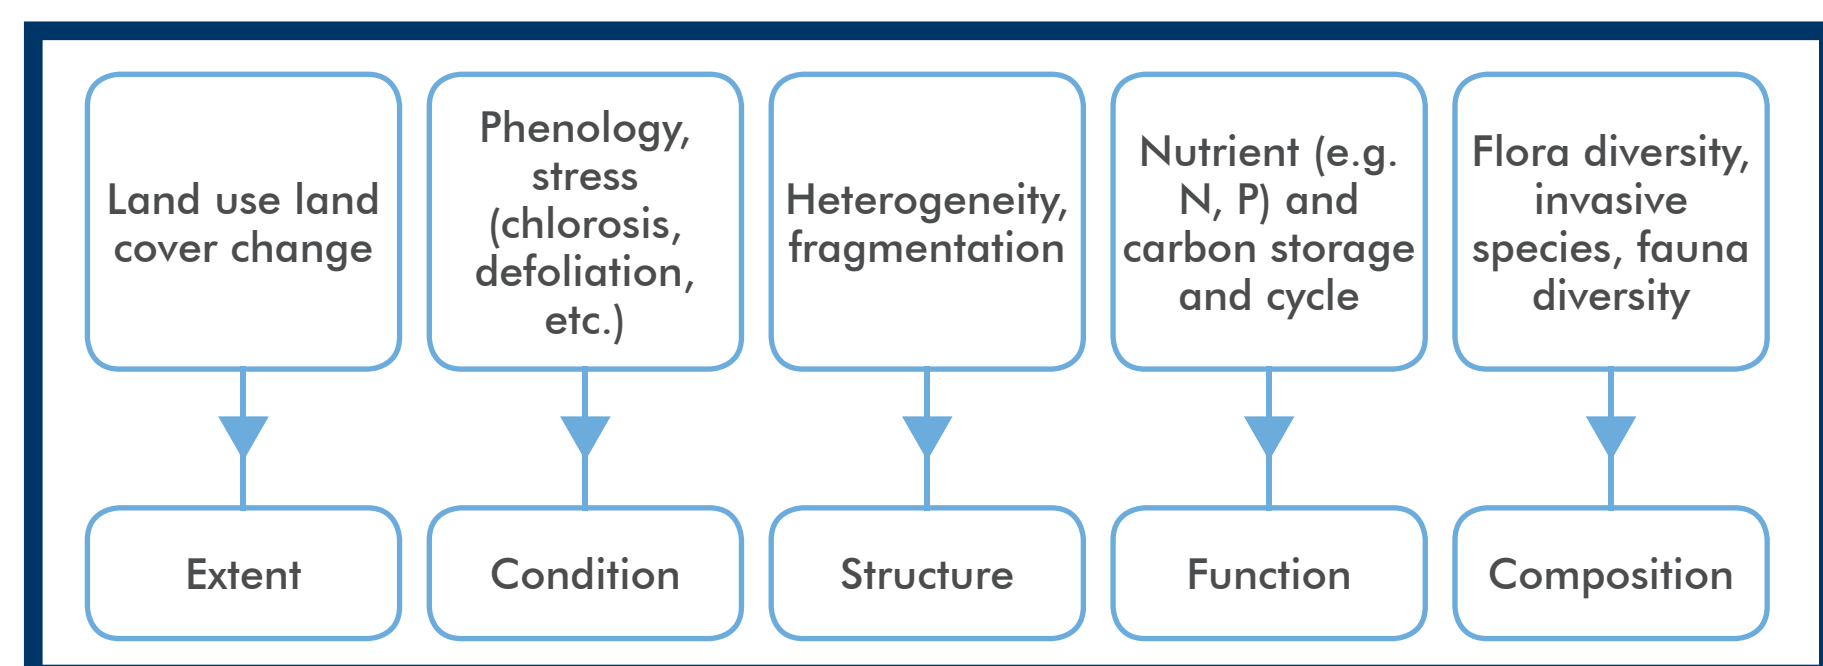 Land use land
cover change
Phenology,
stress
(chlorosis,
defoliation,
etc.)
Heterogeneity,
fragmentation
Nutrient (e.g.
N, P) and
carbon storage
and cycle
Flora diversity,
invasive
species, fauna
diversity
Extent
Condition
Structure
Function
Composition